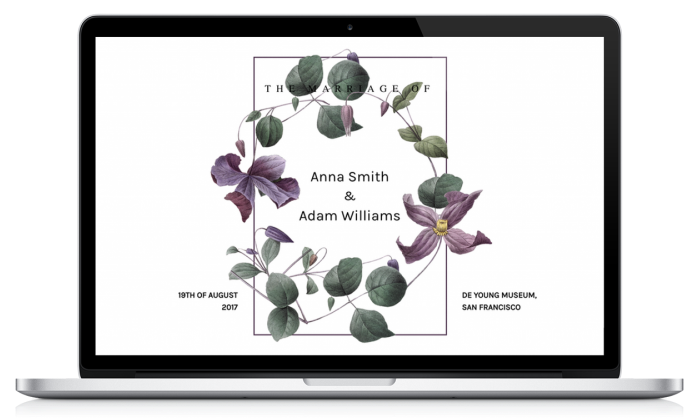 THE MARRIAGE OF
Anna Smith
&
Adam Williams
19TH OF AUGUST
2017
DE YOUNG MUSEUM,
SAN FRANCISCO